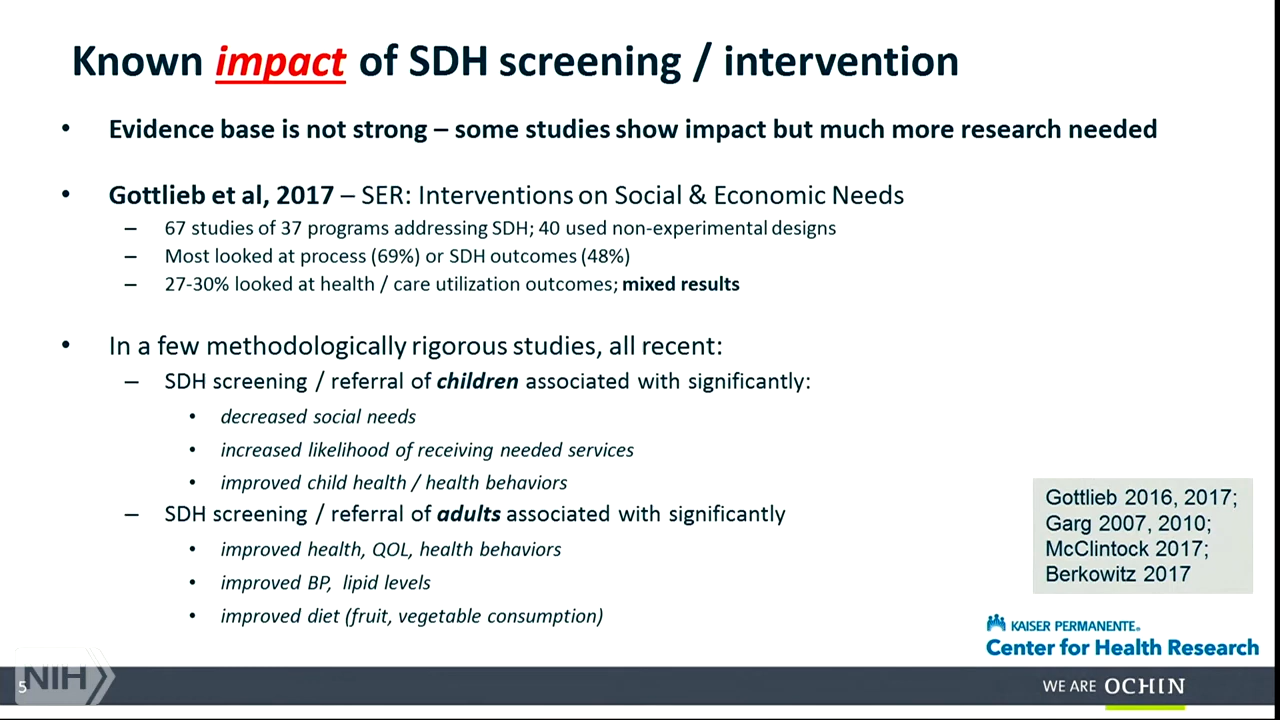 Known impact of SDH screening / intervention
• Evidence base is not strong – some studies show impact but much more research needed
• Gottlieb et al, 2017 – SER: Interventions on Social & Economic Needs
– 67 studies of 37 programs addressing SDH; 40 used non-experimental designs
– Most looked at process (69%) or SDH outcomes (48%)
– 27-30% looked at health / care utilization outcomes; mixed results
• In a few methodologically rigorous studies, all recent:
– SDH screening / referral of children associated with significantly:
• decreased social needs
• increased likelihood of receiving needed services
• improved child health / health behaviors
– SDH screening / referral of adults associated with significantly
• improved health, QOL, health behaviors
• improved BP, lipid levels
• improved diet (fruit, vegetable consumption)
Gottlieb 2016, 2017;
Garg 2007, 2010;
McClintock 2017;
Berkowitz 2017
KAISER PERMANENTE®
Center for Health Research
5
NIH
WE ARE OCHIN